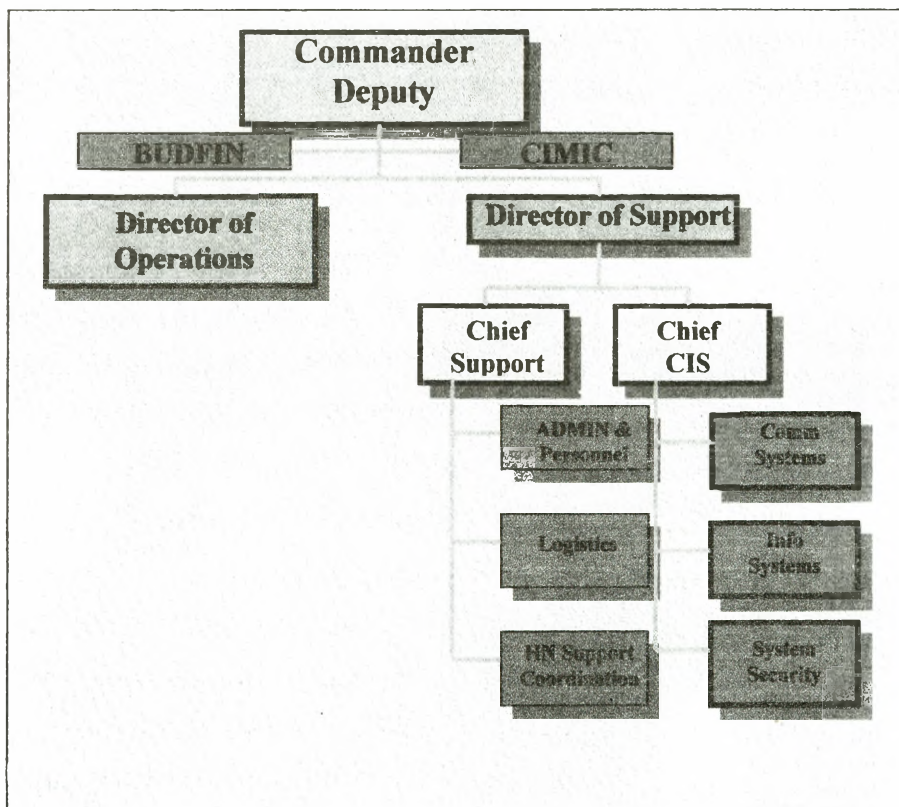 Commander
Deputy
BUDFIN
CIMIC
Director of
Operations
Director of Support
Chief
Support
Chief
CIS
ADMIN &
Personnel
Comm
Systems
Logistics
Info
Systems
HN Support
Coordination
System
Security